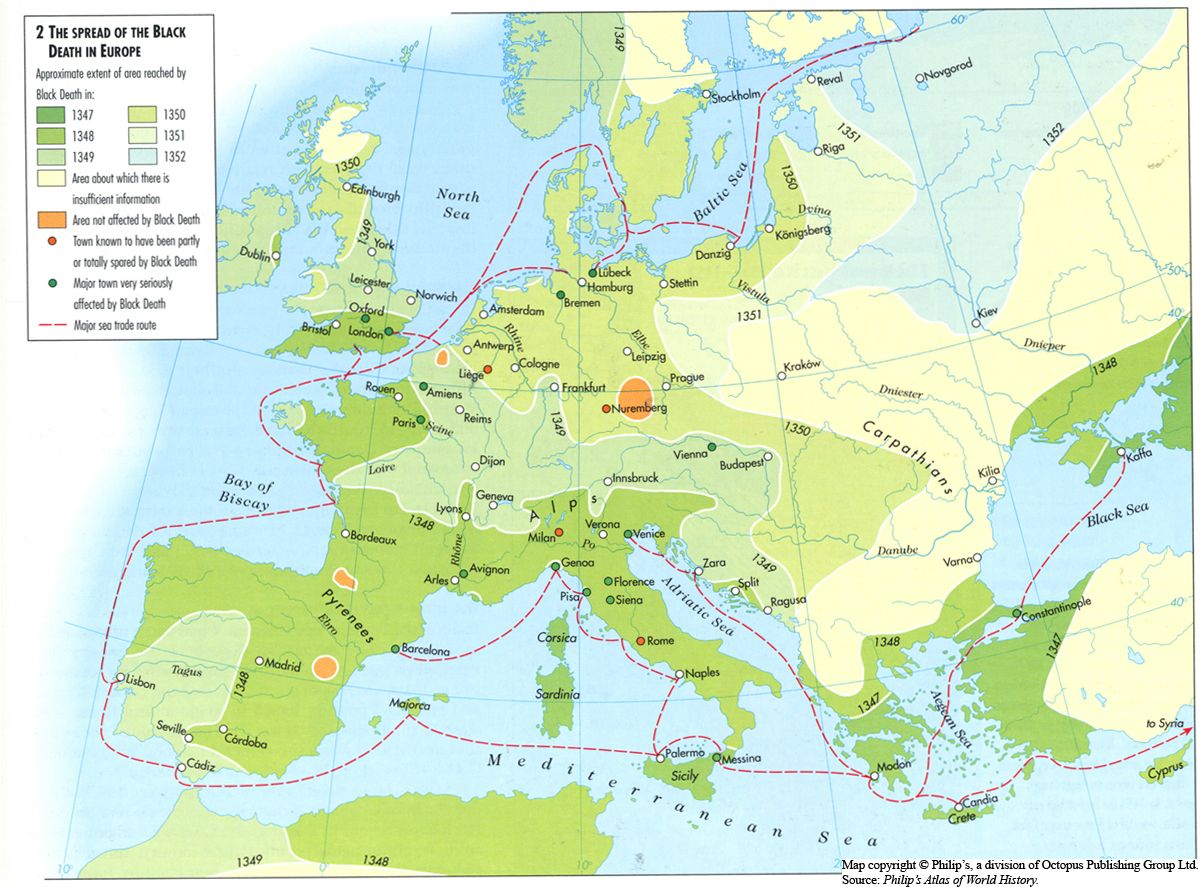 2 THE SPREAD OF THE BLACK
DEATH IN EUROPE
Approximate extent of area reached by
Black Death in:
1347
1350
1348
1351
1349
1352
Area about which there is
insufficient information
Area not affected by Black Death
Town known to have been partly
or totally spared by Black Death
Major town very seriously
affected by Black Death
Major sea trade route
60°
1349
Stockholm
Reval
Novgorod
1352
1351
Riga
1350
Baltic Sea
Dvina
Königsberg
Danzig
Vistula
1350
Edinburgh
North
Sea
1349
York
Dublin
Leicester
Norwich
Oxford
Bristol
London
Lübeck
Hamburg
Bremen
Stettin
Amsterdam
Rhine
Elbe
1351
50°
Kiev
40°
Dnieper
Antwerp
Cologne
Liège
Leipzig
Kraków
Dniester
1348
Rouen
Amiens
Frankfurt
Prague
Nuremberg
Reims
Paris
Seine
1349
1350
Carpathians
Vienna
Budapest
Kilia
Kaffa
Loire
Dijon
Innsbruck
Bay of
Biscay
Geneva
Alps
Lyons
1348
Verona
Venice
Milan
Po
Black Sea
Danube
Bordeaux
Rhône
Genoa
Zara
1349
Varna
Avignon
Arles
Florence
Split
Pisa
Siena
Ragusa
Adriatic Sea
Constantinople
40°
Pyrenees
Ebro
Corsica
Rome
1348
1347
Barcelona
Madrid
Tagus
Lisbon
1348
Sardinia
Naples
1347
Aegean Sea
Majorca
Seville
Córdoba
to Syria
Cádiz
Palermo
Messina
Sicily
Modon
Cyprus
Mediterranean Sea
Candia
Crete
1349
1348
10°
0°
10°
2
Map copyright © Philip's, a division of Octopus Publishing Group Ltd.
Source: Philip's Atlas of World History.